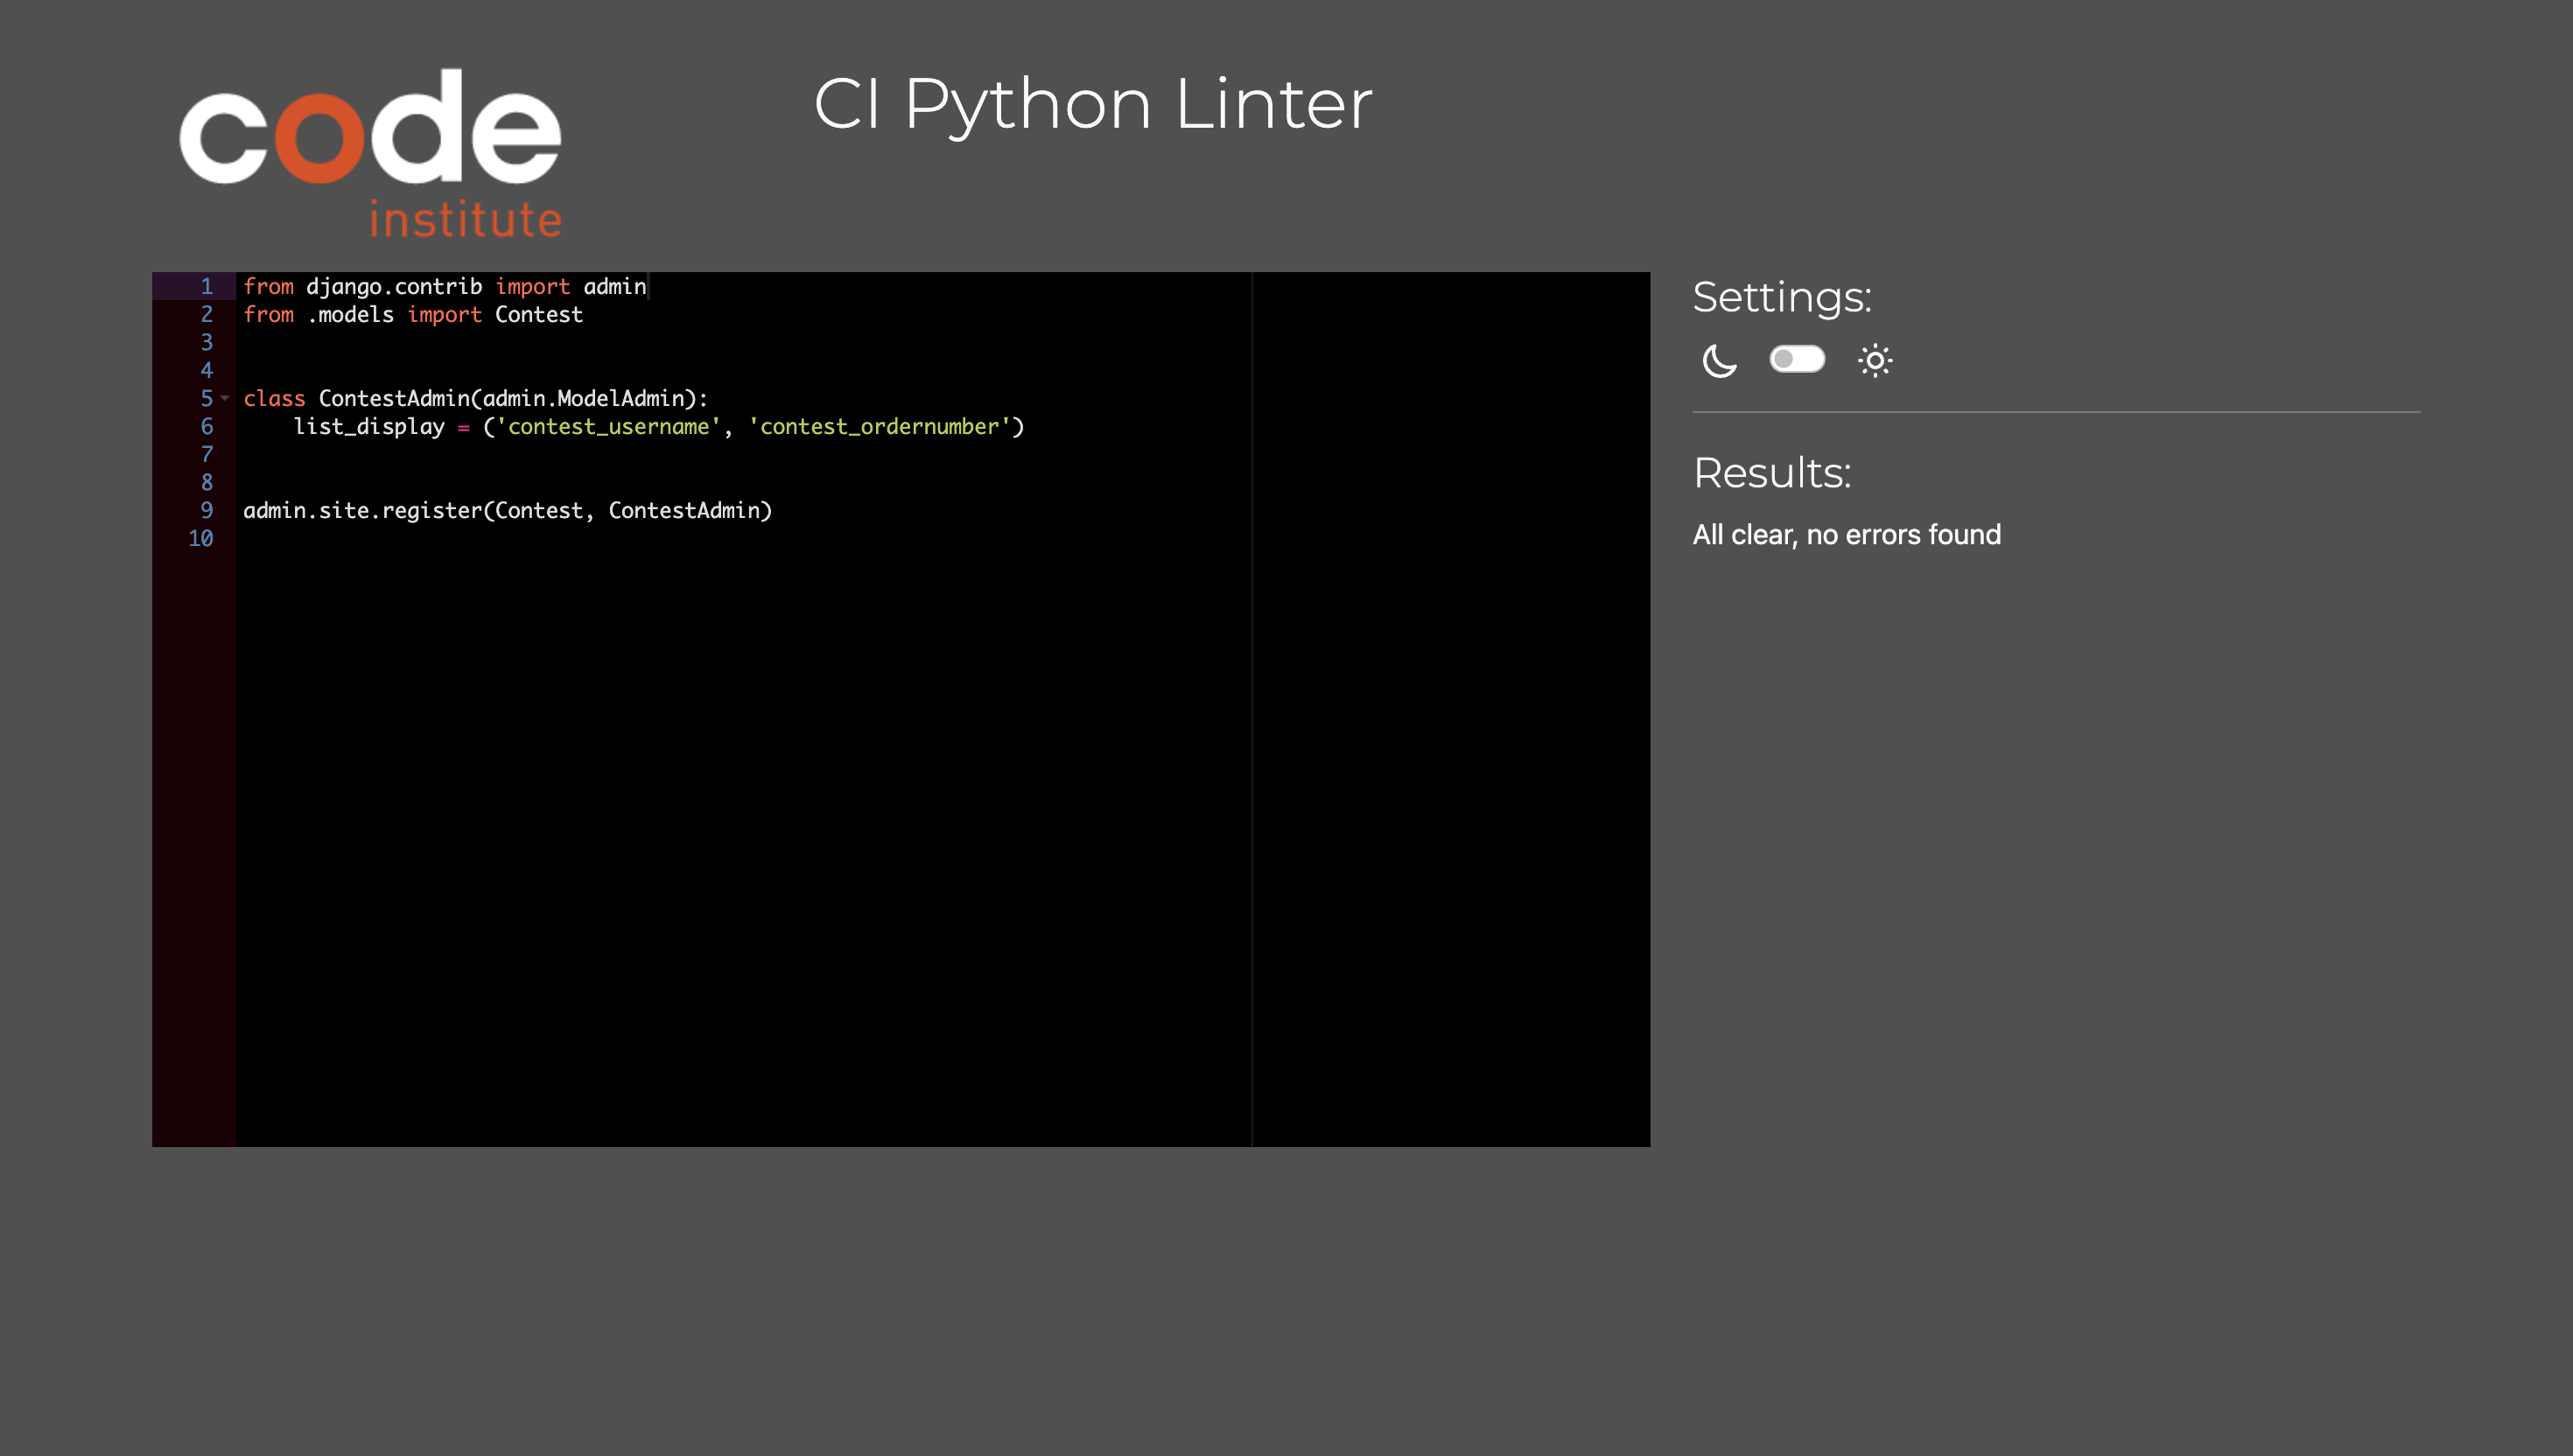 code
institute
CI Python Linter
1 from django.contrib import admin
2 from .models import Contest
3
4
5 class ContestAdmin(admin.ModelAdmin):
6     list_display = ('contest_username', 'contest_ordernumber')
7
8
9 admin.site.register(Contest, ContestAdmin)
10
Settings:
Results:
All clear, no errors found